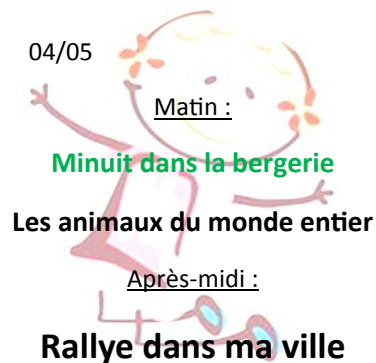 04/05
Matin :
Minuit dans la bergerie
Les animaux du monde entier
Après-midi :
Rallye dans ma ville